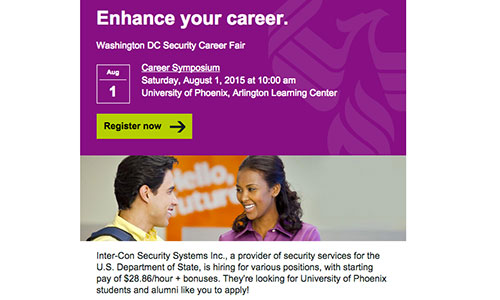 Enhance your career.
Washington DC Security Career Fair
Aug
1
Career Symposium
Saturday, August 1, 2015 at 10:00 am
University of Phoenix, Arlington Learning Center
Register now
Hello,
Future
Inter-Con Security Systems Inc., a provider of security services for the
U.S. Department of State, is hiring for various positions, with starting
pay of $28.86/hour + bonuses. They're looking for University of Phoenix
students and alumni like you to apply!